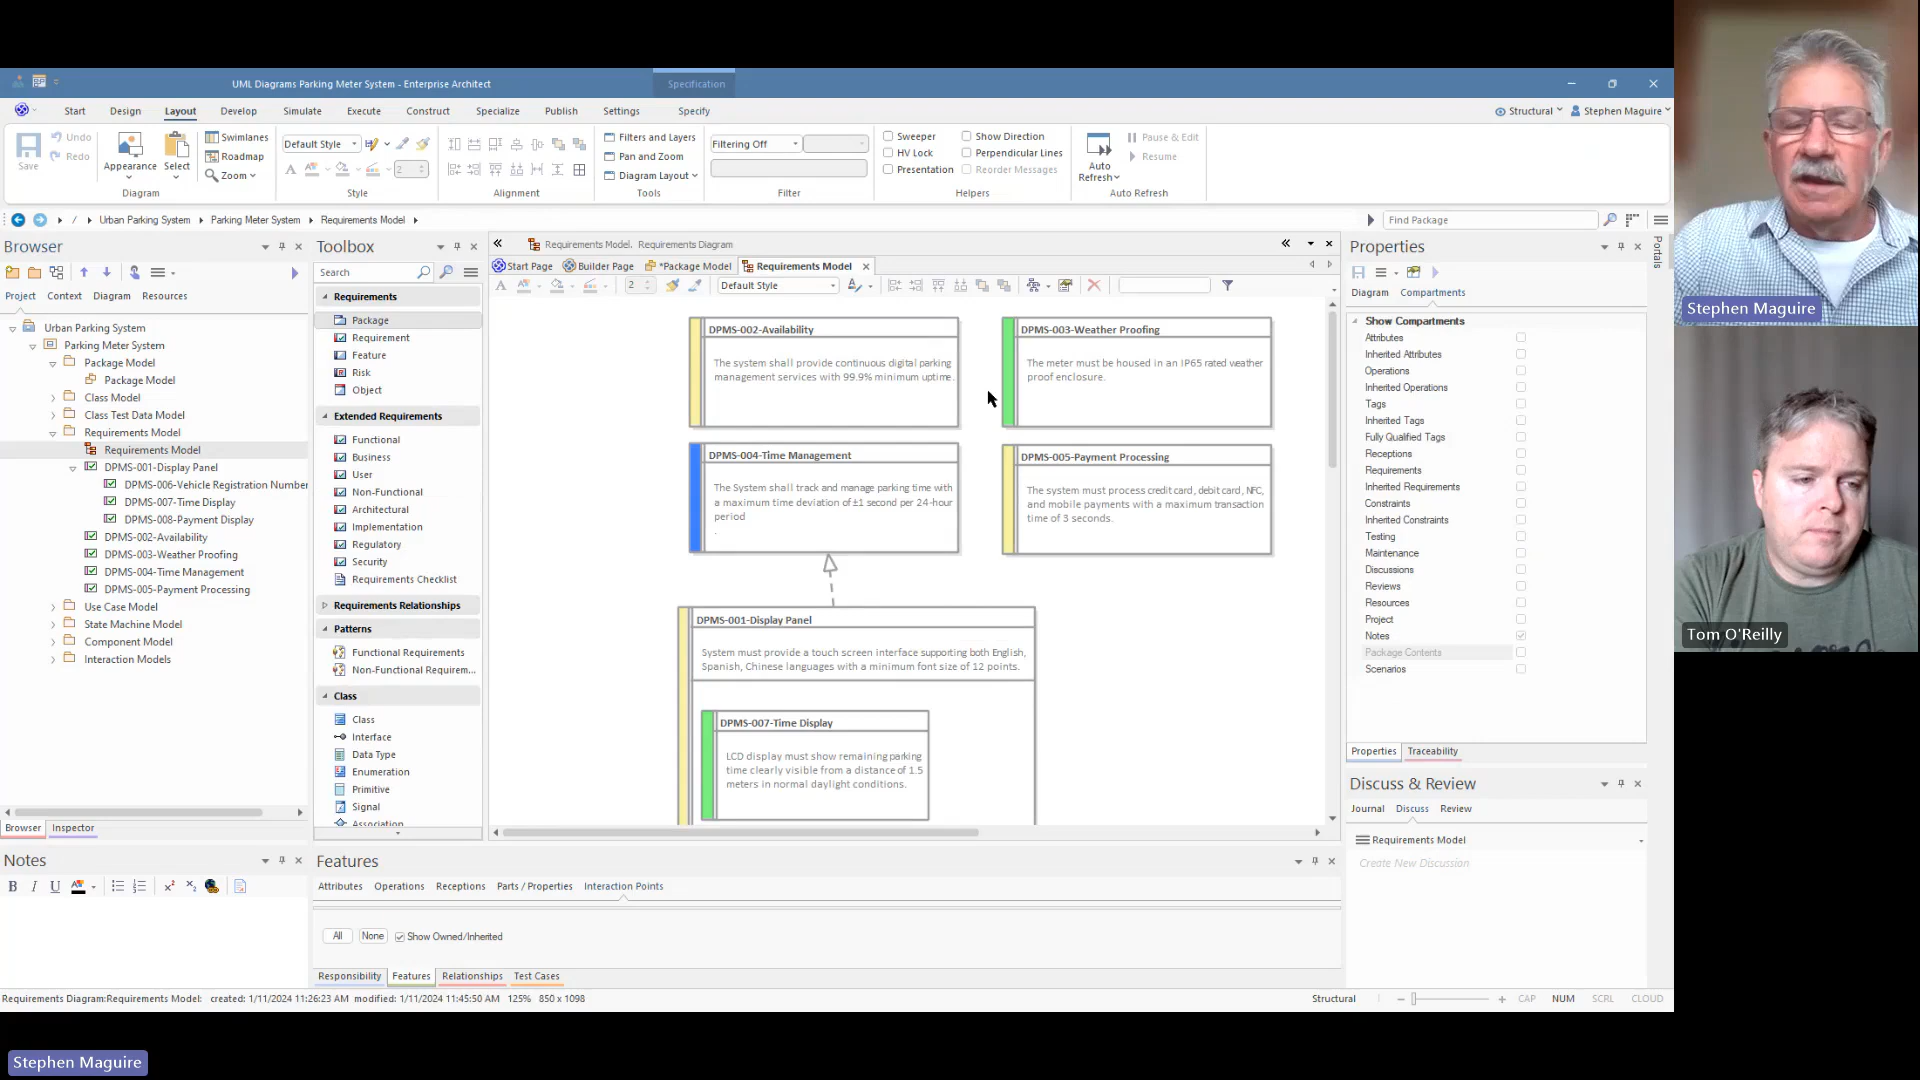 UML Diagrams Parking Meter System - Enterprise Architect
Specification
Start Design Layout Develop Simulate Execute Construct Specialize Publish Settings Specify
Structural Stephen Maguire
Save Undo Redo
Appearance Select Swimlanes Roadmap Zoom
Diagram
Default Style
2
Style
Alignment
Filters and Layers
Pan and Zoom
Diagram Layout
Tools
Filtering Off
Filter
Sweeper Show Direction
HV Lock Perpendicular Lines
Presentation Reorder Messages
Helpers
Auto Refresh
Pause & Edit
Resume
Auto Refresh
/ Urban Parking System Parking Meter System Requirements Model
Find Package
Portals
Browser
Project Context Diagram Resources
Urban Parking System
Parking Meter System
Package Model
Package Model
Class Model
Class Test Data Model
Requirements Model
Requirements Model
DPMS-001-Display Panel
DPMS-006-Vehicle Registration Number
DPMS-007-Time Display
DPMS-008-Payment Display
DPMS-002-Availability
DPMS-003-Weather Proofing
DPMS-004-Time Management
DPMS-005-Payment Processing
Use Case Model
State Machine Model
Component Model
Interaction Models
Browser Inspector
Toolbox
Search
Requirements
Package
Requirement
Feature
Risk
Object
Extended Requirements
Functional
Business
User
Non-Functional
Architectural
Implementation
Regulatory
Security
Requirements Checklist
Requirements Relationships
Patterns
Functional Requirements
Non-Functional Requirem...
Class
Class
Interface
Data Type
Enumeration
Primitive
Signal
Association
Requirements Model. Requirements Diagram
Start Page Builder Page *Package Model Requirements Model
2 Default Style
DPMS-002-Availability
The system shall provide continuous digital parking
management services with 99.9% minimum uptime.
DPMS-003-Weather Proofing
The meter must be housed in an IP65 rated weather
proof enclosure.
DPMS-004-Time Management
The System shall track and manage parking time with
a maximum time deviation of ±1 second per 24-hour
period
.
DPMS-005-Payment Processing
The system must process credit card, debit card, NFC,
and mobile payments with a maximum transaction
time of 3 seconds.
DPMS-001-Display Panel
System must provide a touch screen interface supporting both English,
Spanish, Chinese languages with a minimum font size of 12 points.
DPMS-007-Time Display
LCD display must show remaining parking
time clearly visible from a distance of 1.5
meters in normal daylight conditions.
Properties
Diagram Compartments
Show Compartments
Attributes
Inherited Attributes
Operations
Inherited Operations
Tags
Inherited Tags
Fully Qualified Tags
Receptions
Requirements
Inherited Requirements
Constraints
Inherited Constraints
Testing
Maintenance
Discussions
Reviews
Resources
Project
Notes
Package Contents
Scenarios
Properties Traceability
Discuss & Review
Journal Discuss Review
Requirements Model
Create New Discussion
Notes
B I U A
Features
Attributes Operations Receptions Parts / Properties Interaction Points
All None Show Owned/Inherited
Responsibility Features Relationships Test Cases
Requirements Diagram:Requirements Model: created: 1/11/2024 11:26:23 AM modified: 1/11/2024 11:45:50 AM 125% 850 x 1098
Structural CAP NUM SCRL CLOUD
Stephen Maguire
Tom O'Reilly
Stephen Maguire